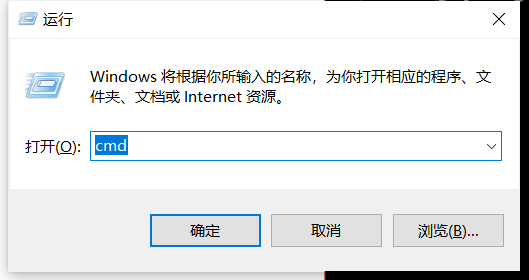 运行
Windows 将根据你所输入的名称，为你打开相应的程序、文
件夹、文档或 Internet 资源。
打开(O): cmd
确定 取消 浏览(B)...